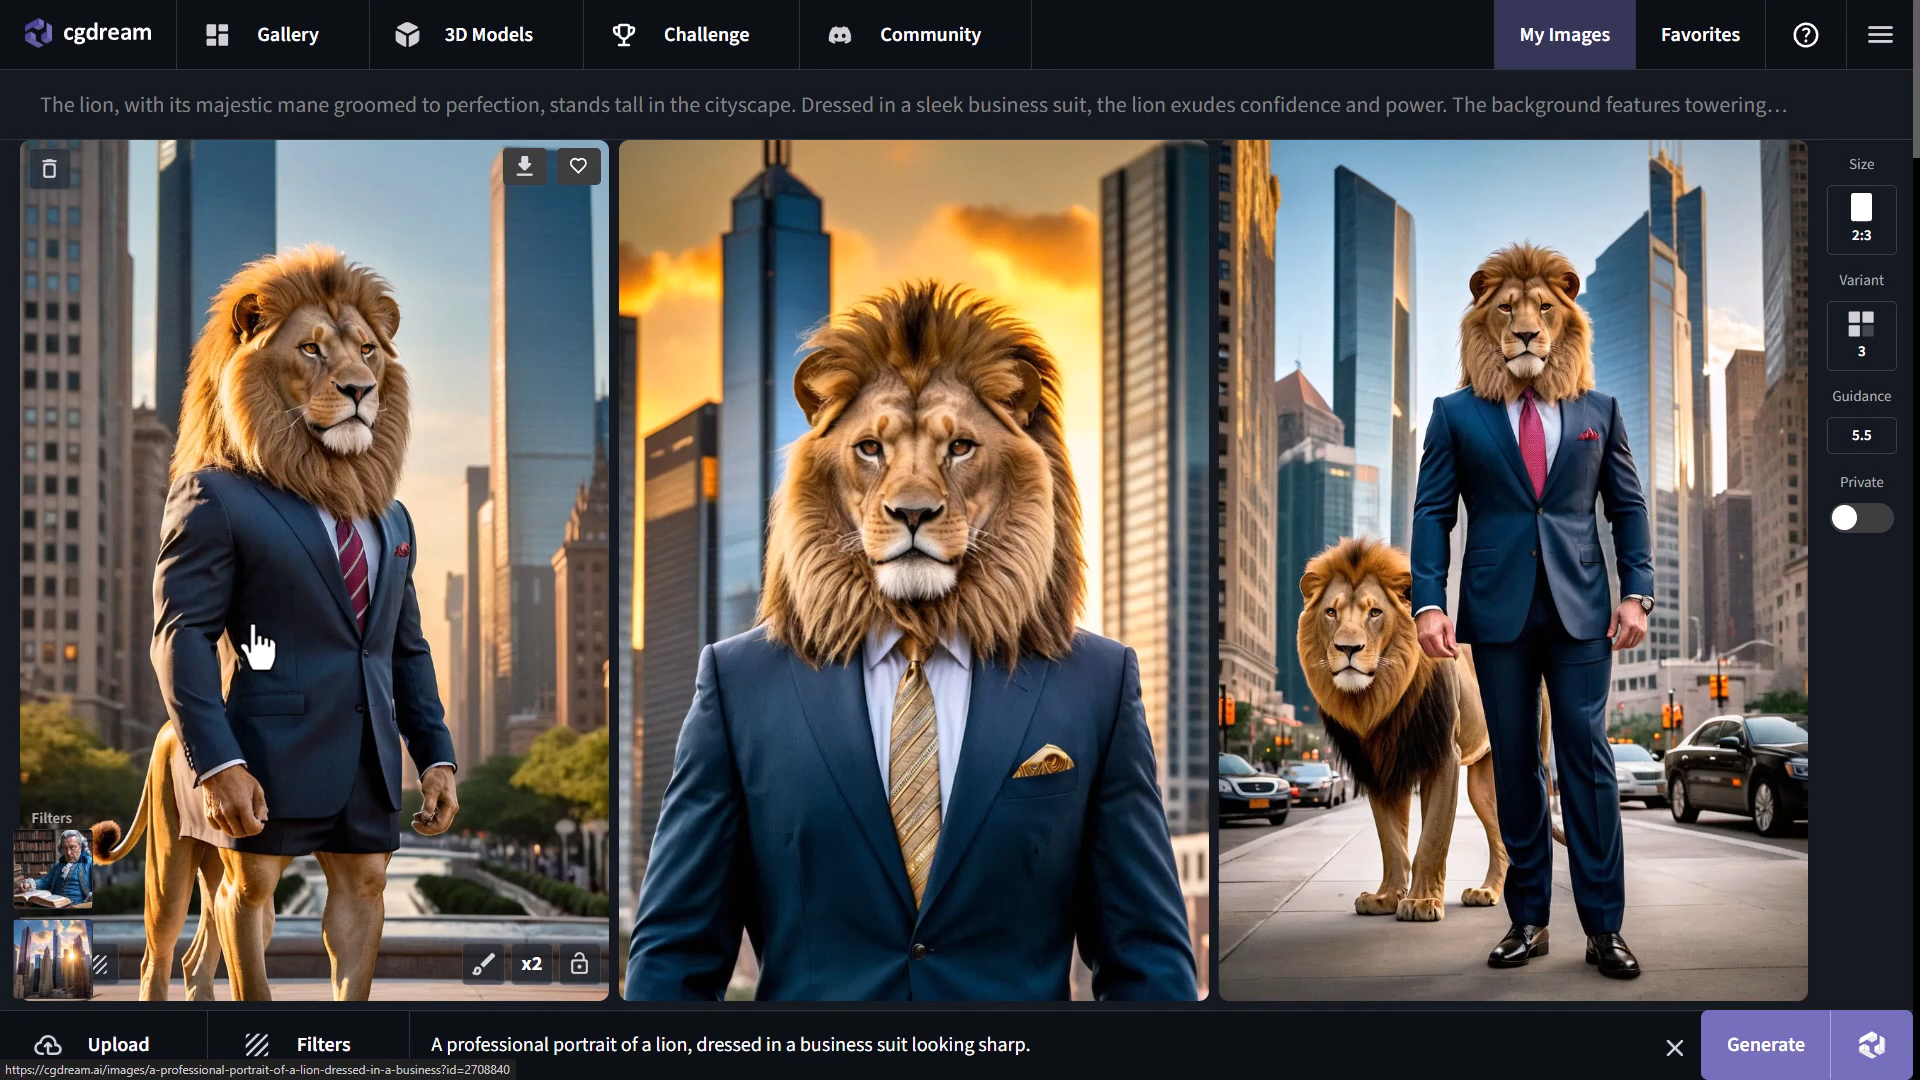 cgdream
Gallery
3D Models
Challenge
Community
My Images
Favorites
The lion, with its majestic mane groomed to perfection, stands tall in the cityscape. Dressed in a sleek business suit, the lion exudes confidence and power. The background features towering…
Size
2:3
Variant
3
Guidance
5.5
Private
Filters
x2
Upload
Filters
A professional portrait of a lion, dressed in a business suit looking sharp.
Generate
https://cgdream.ai/images/a-professional-portrait-of-a-lion-dressed-in-a-business?id=2708840